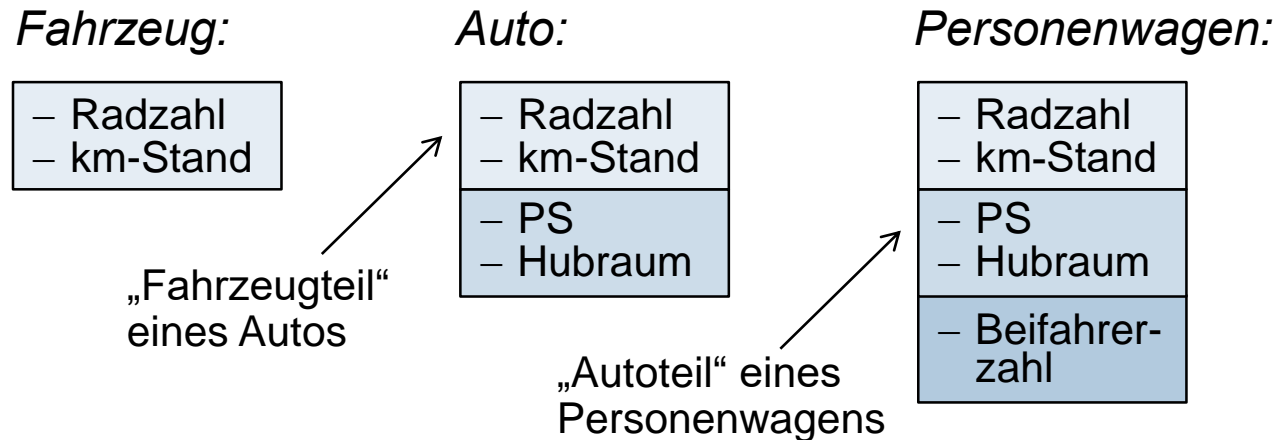 Fahrzeug:
– Radzahl
– km-Stand
„Fahrzeugteil“
eines Autos
Auto:
– Radzahl
– km-Stand
– PS
– Hubraum
„Autoteil“ eines
Personenwagens
Personenwagen:
– Radzahl
– km-Stand
– PS
– Hubraum
– Beifahrer-
zahl